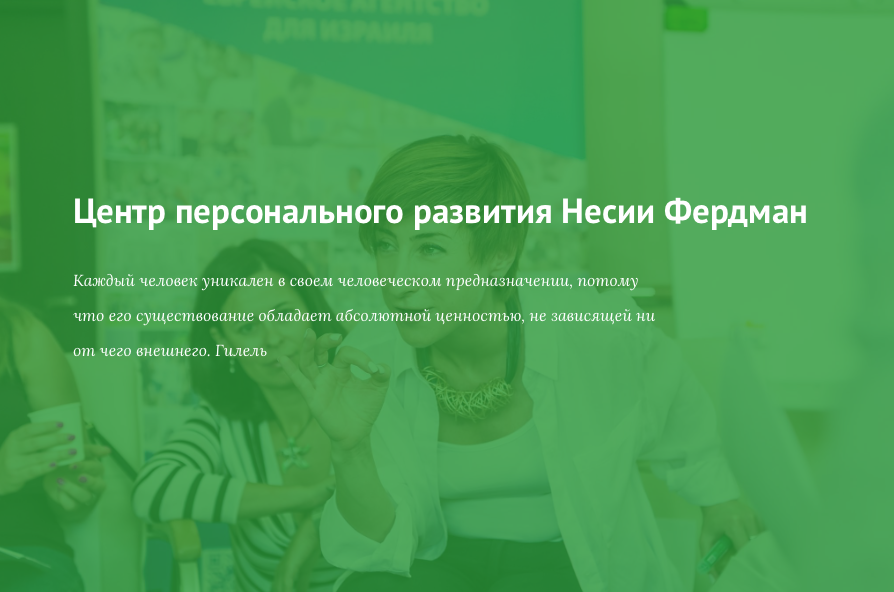 ЕВРЕЙСКОЕ АГЕНТСТВО
ДЛЯ ИЗРАИЛЯ
Центр персонального развития Несии Фердман
Каждый человек уникален в своем человеческом предназначении, потому
что его существование обладает абсолютной ценностью, не зависящей ни
от чего внешнего. Гилель